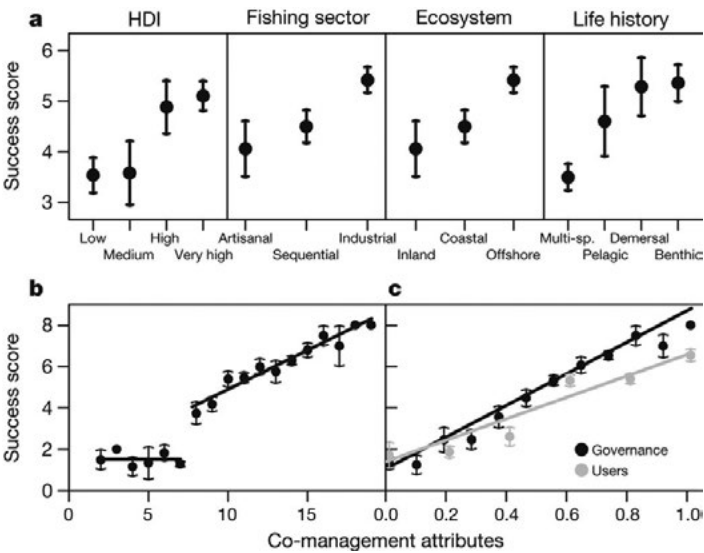 a HDI Fishing sector Ecosystem Life history
6
5
4
3
Success score
Low High Artisanal Industrial Coastal Multi-sp. Demersal
Medium Very high Sequential Inland Offshore Pelagic Benthic
b c
8
6
4
2
0
Success score
Governance
Users
0 5 10 15 0.0 0.2 0.4 0.6 0.8 1.0
Co-management attributes